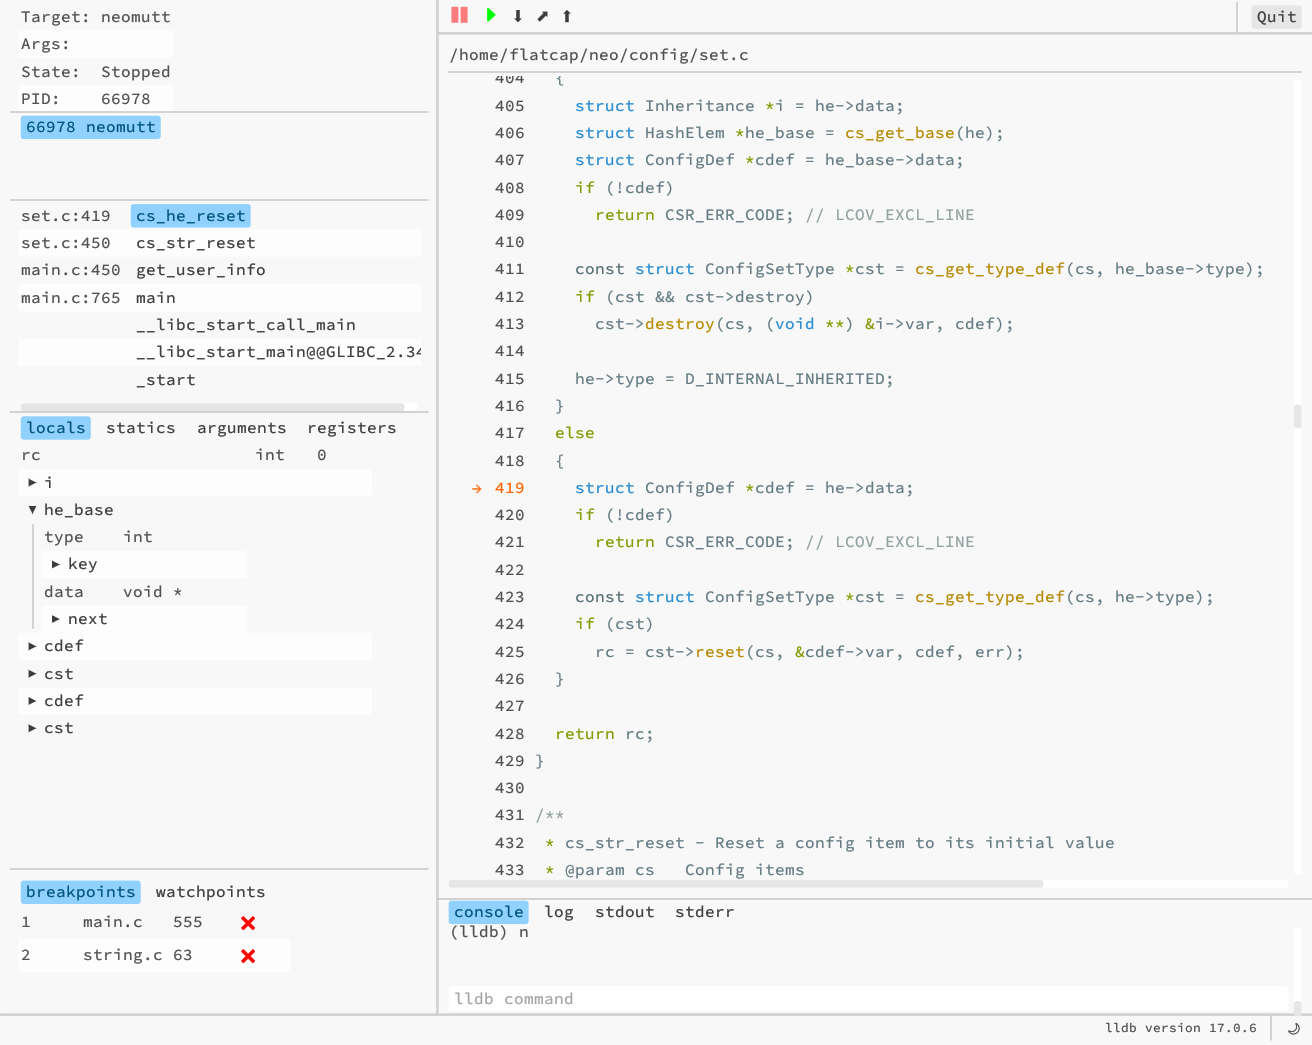 Target: neomutt
Args:
State: Stopped
PID: 66978
66978 neomutt
set.c:419 cs_he_reset
set.c:450 cs_str_reset
main.c:450 get_user_info
main.c:765 main
__libc_start_call_main
__libc_start_main@@GLIBC_2.34
_start
locals statics arguments registers
rc int 0
▶ i
▼ he_base
type int
▶ key
data void *
▶ next
▶ cdef
▶ cst
▶ cdef
▶ cst
breakpoints watchpoints
1 main.c 555
2 string.c 63
Quit
/home/flatcap/neo/config/set.c
404 {
405 struct Inheritance *i = he->data;
406 struct HashElem *he_base = cs_get_base(he);
407 struct ConfigDef *cdef = he_base->data;
408 if (!cdef)
409 return CSR_ERR_CODE; // LCOV_EXCL_LINE
410
411 const struct ConfigSetType *cst = cs_get_type_def(cs, he_base->type);
412 if (cst && cst->destroy)
413 cst->destroy(cs, (void **) &i->var, cdef);
414
415 he->type = D_INTERNAL_INHERITED;
416 }
417 else
418 {
→ 419 struct ConfigDef *cdef = he->data;
420 if (!cdef)
421 return CSR_ERR_CODE; // LCOV_EXCL_LINE
422
423 const struct ConfigSetType *cst = cs_get_type_def(cs, he->type);
424 if (cst)
425 rc = cst->reset(cs, &cdef->var, cdef, err);
426 }
427
428 return rc;
429 }
430
431 /**
432 * cs_str_reset - Reset a config item to its initial value
433 * @param cs Config items
console log stdout stderr
(lldb) n
lldb command
lldb version 17.0.6